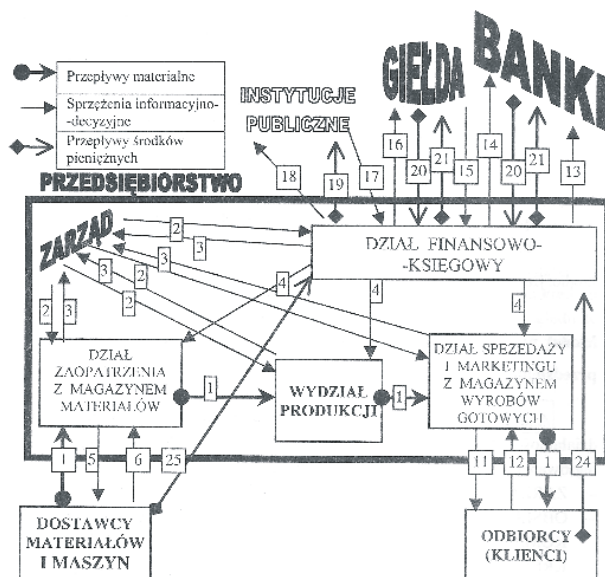 GIEŁDA
BANKI
Przepływy materialne
Sprzężenia informacyjno-
-decyzyjne
Przepływy środków
pieniężnych
INSTYTUCJE
PUBLICZNE
16
20
21
15
14
20
21
13
18
19
17
PRZEDSIĘBIORSTWO
ZARZĄD
2
3
DZIAŁ FINANSOWO-
-KSIĘGOWY
3
3
2
2
4
4
4
2
3
DZIAŁ
ZAOPATRZENIA
Z MAGAZYNEM
MATERIAŁÓW
1
WYDZIAŁ
PRODUKCJI
1
DZIAŁ SPEZEDAŻY
I MARKETINGU
Z MAGAZYNEM
WYROBÓW
GOTOWYCH
1
5
6
25
11
12
1
24
DOSTAWCY
MATERIAŁÓW
I MASZYN
ODBIORCY
(KLIENCI)